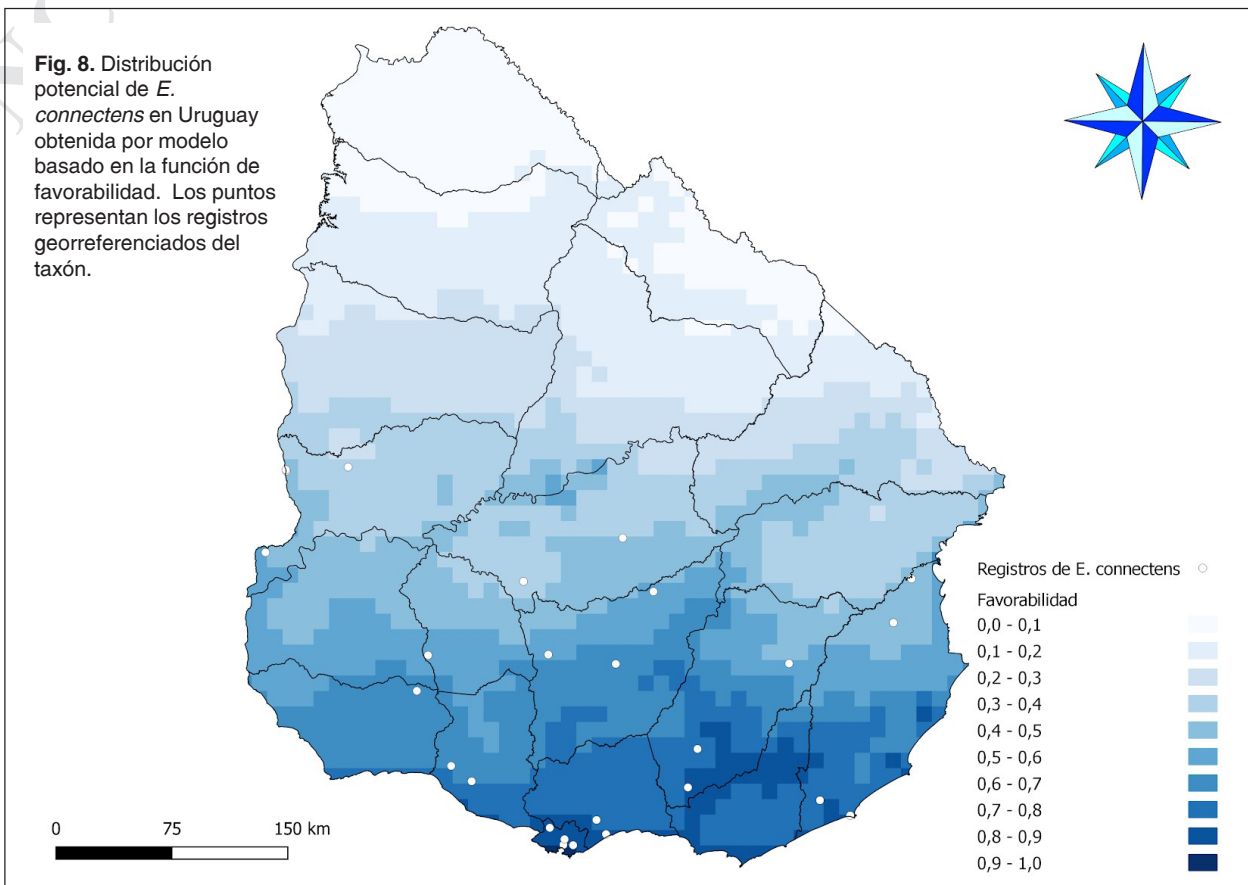 Fig. 8. Distribución
potencial de E.
connectens en Uruguay
obtenida por modelo
basado en la función de
favorabilidad. Los puntos
representan los registros
georreferenciados del
taxón.
Registros de E. connectens
Favorabilidad
0,0 - 0,1
0,1 - 0,2
0,2 - 0,3
0,3 - 0,4
0,4 - 0,5
0,5 - 0,6
0,6 - 0,7
0,7 - 0,8
0,8 - 0,9
0,9 - 1,0
0 75 150 km